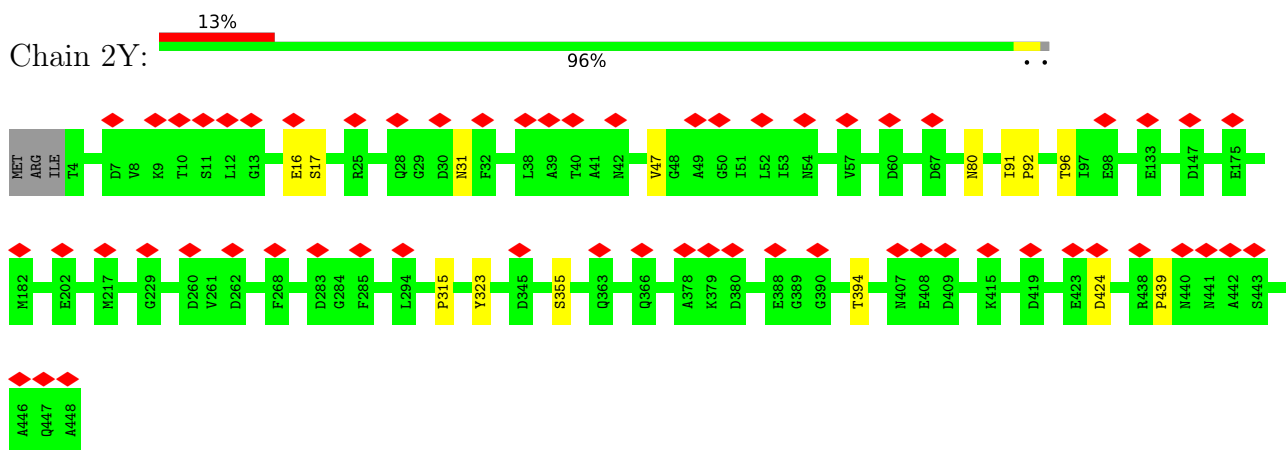 13%
Chain 2Y:
96%
• •
MET ARG ILE T4 D7 V8 K9 T10 S11 L12 G13 E16 S17 R25 Q28 G29 D30 N31 F32 L38 A39 T40 A41 N42 V47 G48 A49 G50 I51 L52 I53 N54 V57 D60 D67 N80 I91 P92 T96 I97 E98 E133 D147 E175
M182 E202 M217 G229 D260 V261 D262 F268 D283 G284 F285 L294 P315 Y323 D345 S355 Q363 Q366 A378 K379 D380 E388 G389 G390 T394 N407 E408 D409 K415 D419 E423 D424 R438 P439 N440 N441 A442 S443
A446 Q447 A448